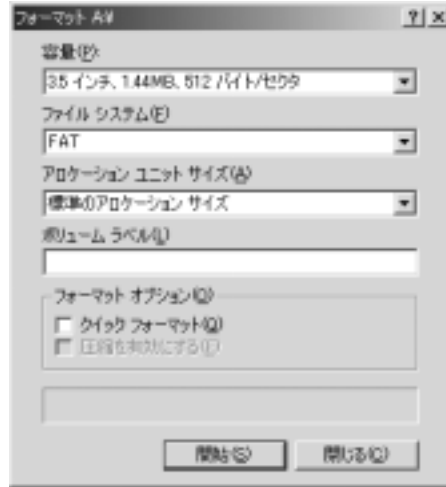 フォーマット A:¥
容量(P):
3.5 インチ、1.44MB、512 バイト/セクタ
ファイル システム(F)
FAT
アロケーション ユニット サイズ(A)
標準のアロケーション サイズ
ボリューム ラベル(L)
フォーマット オプション(O)
クイック フォーマット(Q)
圧縮を有効にする(E)
開始(S)
閉じる(C)